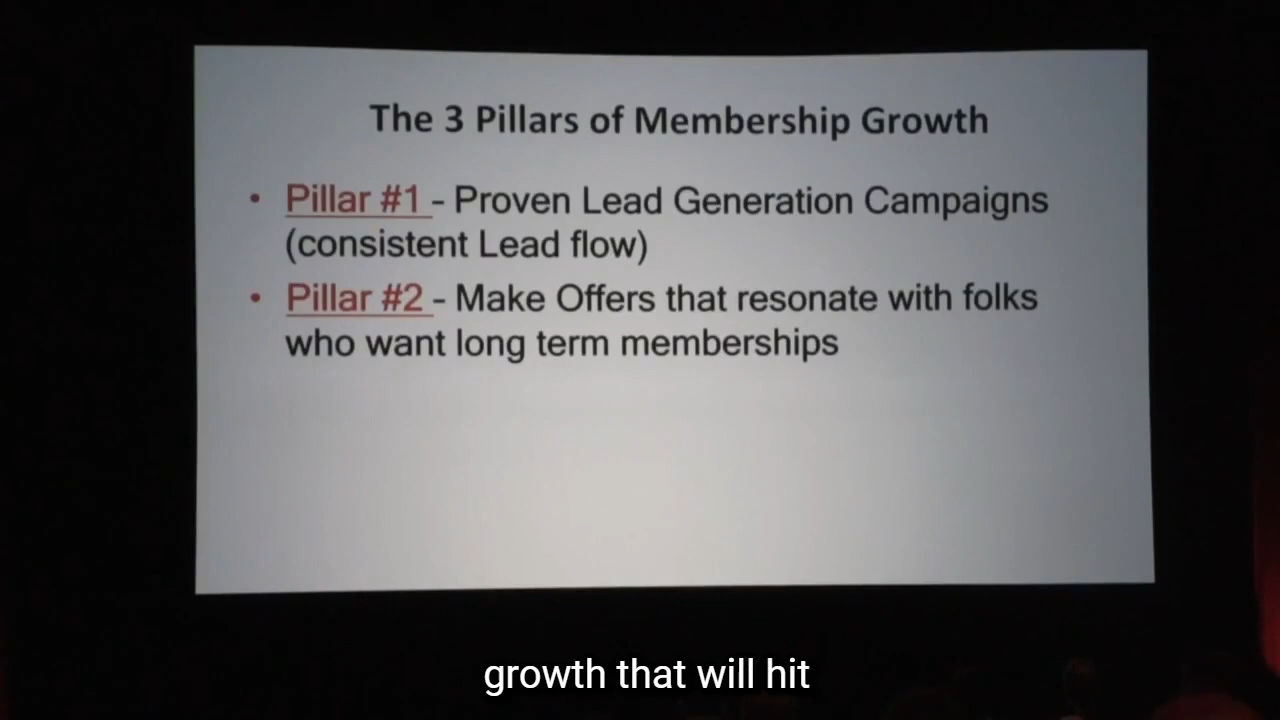 The 3 Pillars of Membership Growth
• Pillar #1 - Proven Lead Generation Campaigns
(consistent Lead flow)
• Pillar #2 - Make Offers that resonate with folks
who want long term memberships
growth that will hit